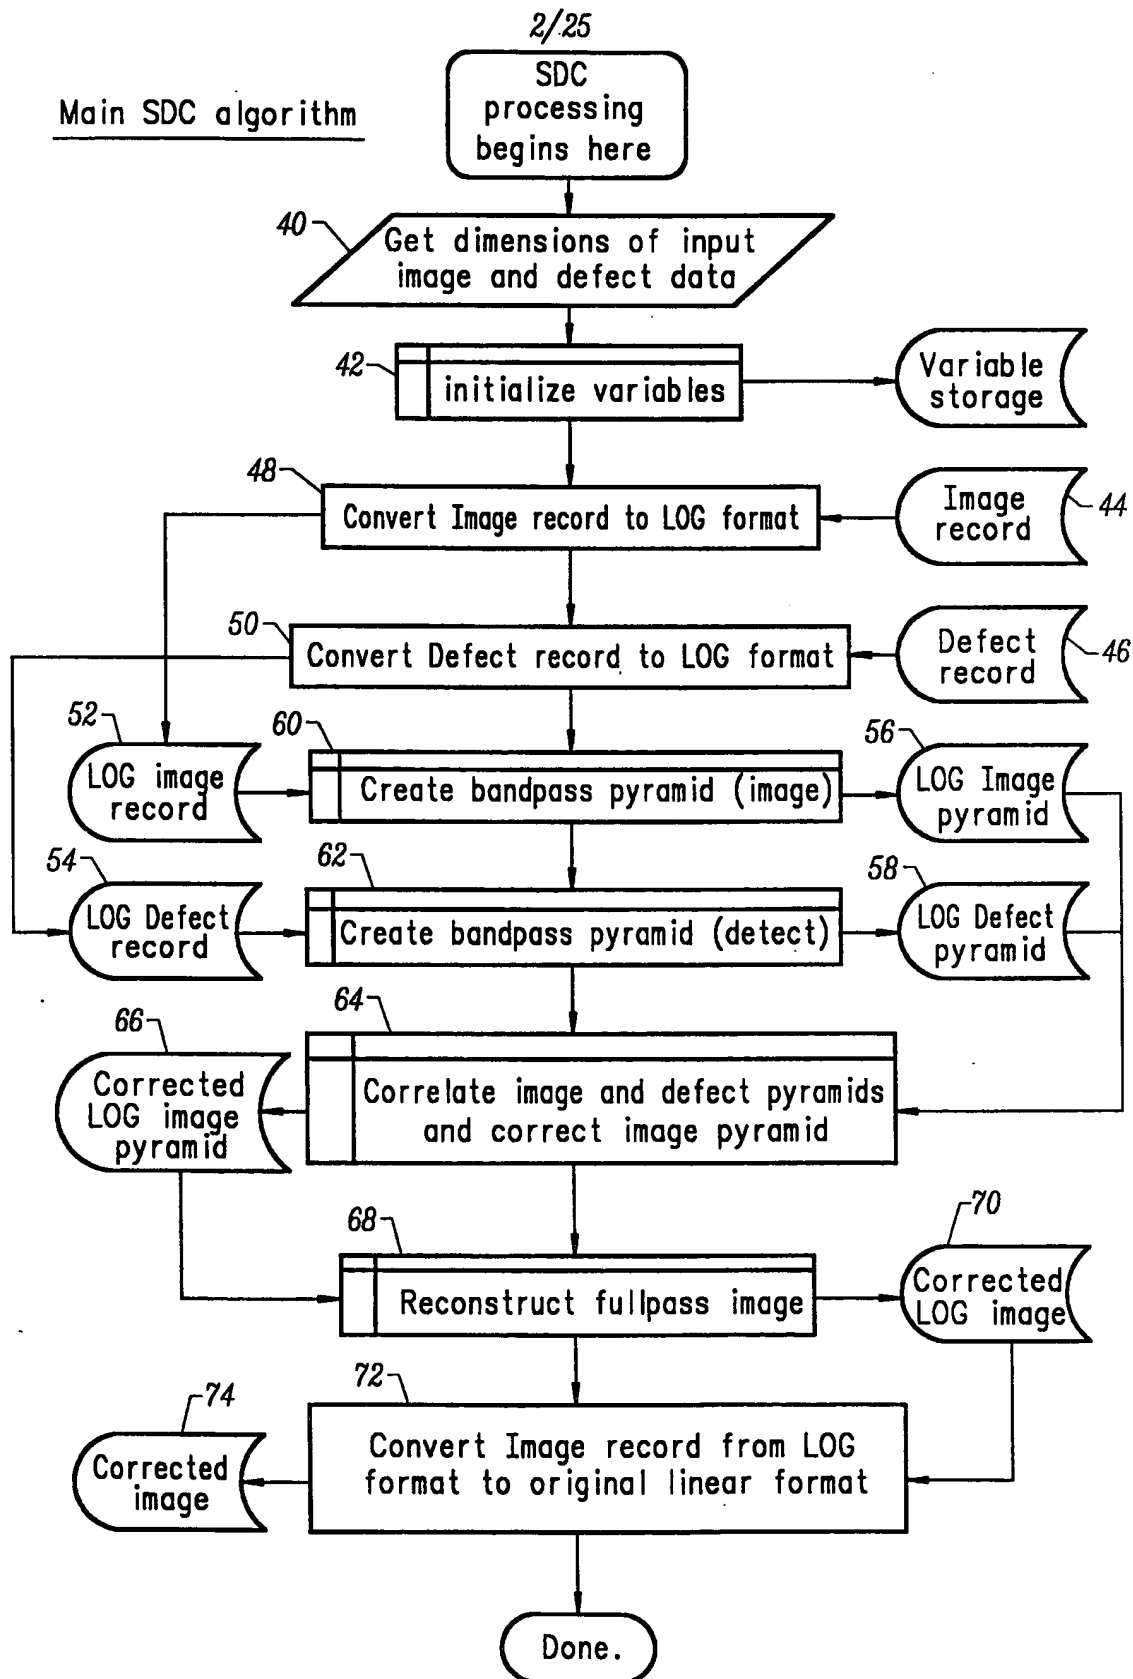 2/25
Main SDC algorithm
SDC
processing
begins here
40
Get dimensions of input
image and defect data
42
initialize variables
Variable
storage
48
Convert Image record to LOG format
Image
record
44
50
Convert Defect record to LOG format
Defect
record
46
52
LOG image
record
60
Create bandpass pyramid (image)
56
LOG Image
pyramid
54
LOG Defect
record
62
Create bandpass pyramid (detect)
58
LOG Defect
pyramid
64
Correlate image and defect pyramids
and correct image pyramid
66
Corrected
LOG image
pyramid
68
Reconstruct fullpass image
70
Corrected
LOG image
72
Convert Image record from LOG
format to original linear format
74
Corrected
image
Done.